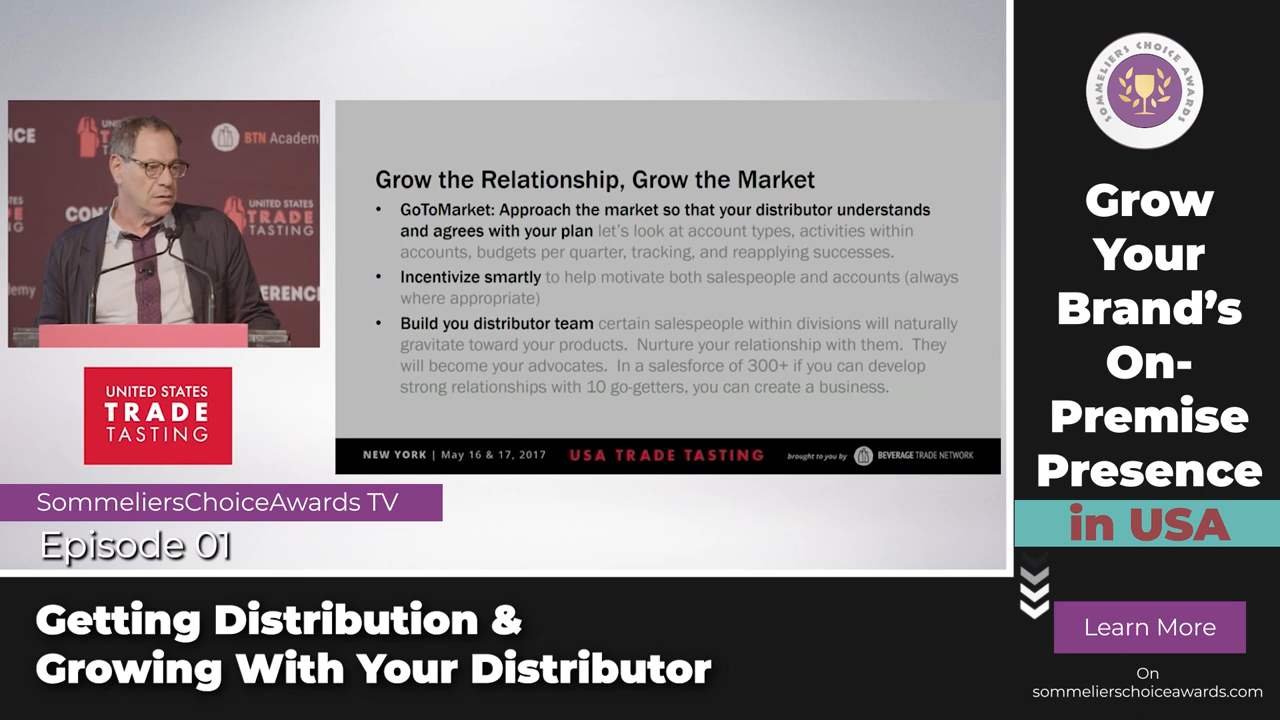 NCE
UNI
T
TAS
BTN Academ
CON
UNITED STATES
TRADE
TASTING
demy
ERENCE
UNITED STATES
TRADE
TASTING
Grow the Relationship, Grow the Market
• GoToMarket: Approach the market so that your distributor understands
and agrees with your plan let's look at account types, activities within
accounts, budgets per quarter, tracking, and reapplying successes.
• Incentivize smartly to help motivate both salespeople and accounts (always
where appropriate)
• Build you distributor team certain salespeople within divisions will naturally
gravitate toward your products. Nurture your relationship with them. They
will become your advocates. In a salesforce of 300+ if you can develop
strong relationships with 10 go-getters, you can create a business.
NEW YORK | May 16 & 17, 2017 USA TRADE TASTING brought to you by BEVERAGE TRADE NETWORK
SommeliersChoiceAwards TV
Episode 01
Getting Distribution &
Growing With Your Distributor
SOMMELIERS CHOICE AWARDS
Grow
Your
Brand's
On-
Premise
Presence
in USA
Learn More
On
sommelierschoiceawards.com